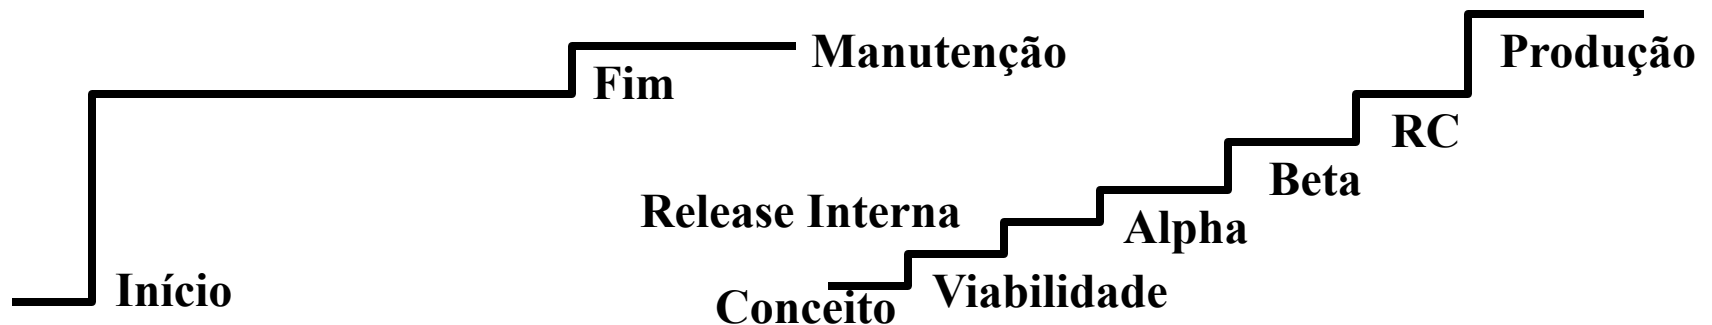 Início
Fim
Manutenção
Conceito
Viabilidade
Release Interna
Alpha
Beta
RC
Produção